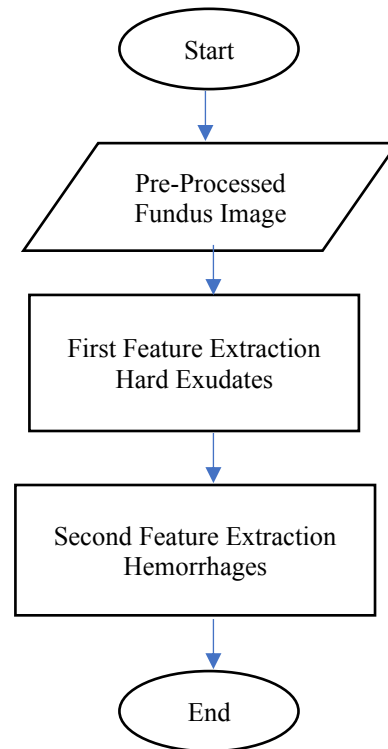 Start
Pre-Processed
Fundus Image
First Feature Extraction
Hard Exudates
Second Feature Extraction
Hemorrhages
End